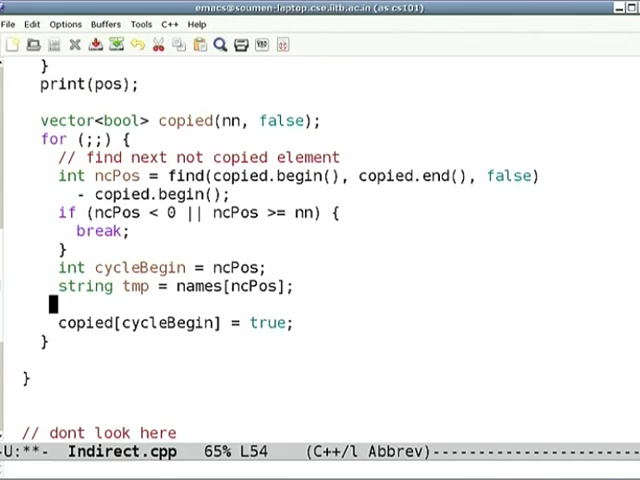 emacs@soumen-laptop.cse.iitb.ac.in (as cs101)
File Edit Options Buffers Tools C++ Help
}
print(pos);
vector<bool> copied(nn, false);
for (;;) {
// find next not copied element
int ncPos = find(copied.begin(), copied.end(), false)
- copied.begin();
if (ncPos < 0 || ncPos >= nn) {
break;
}
int cycleBegin = ncPos;
string tmp = names[ncPos];
copied[cycleBegin] = true;
}
}
// dont look here
-U:**- Indirect.cpp 65% L54 (C++/l Abbrev)------------------------